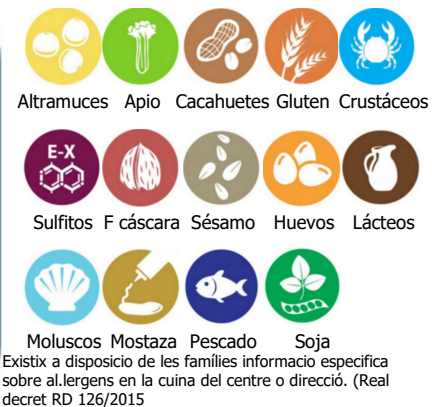 Altramuces Apio Cacahuetes Gluten Crustáceos
E-X
Sulfitos F cáscara Sésamo Huevos Lácteos
Moluscos Mostaza Pescado Soja
Existix a disposicio de les famílies informacio especifica
sobre al.lergens en la cuina del centre o direcció. (Real
decret RD 126/2015